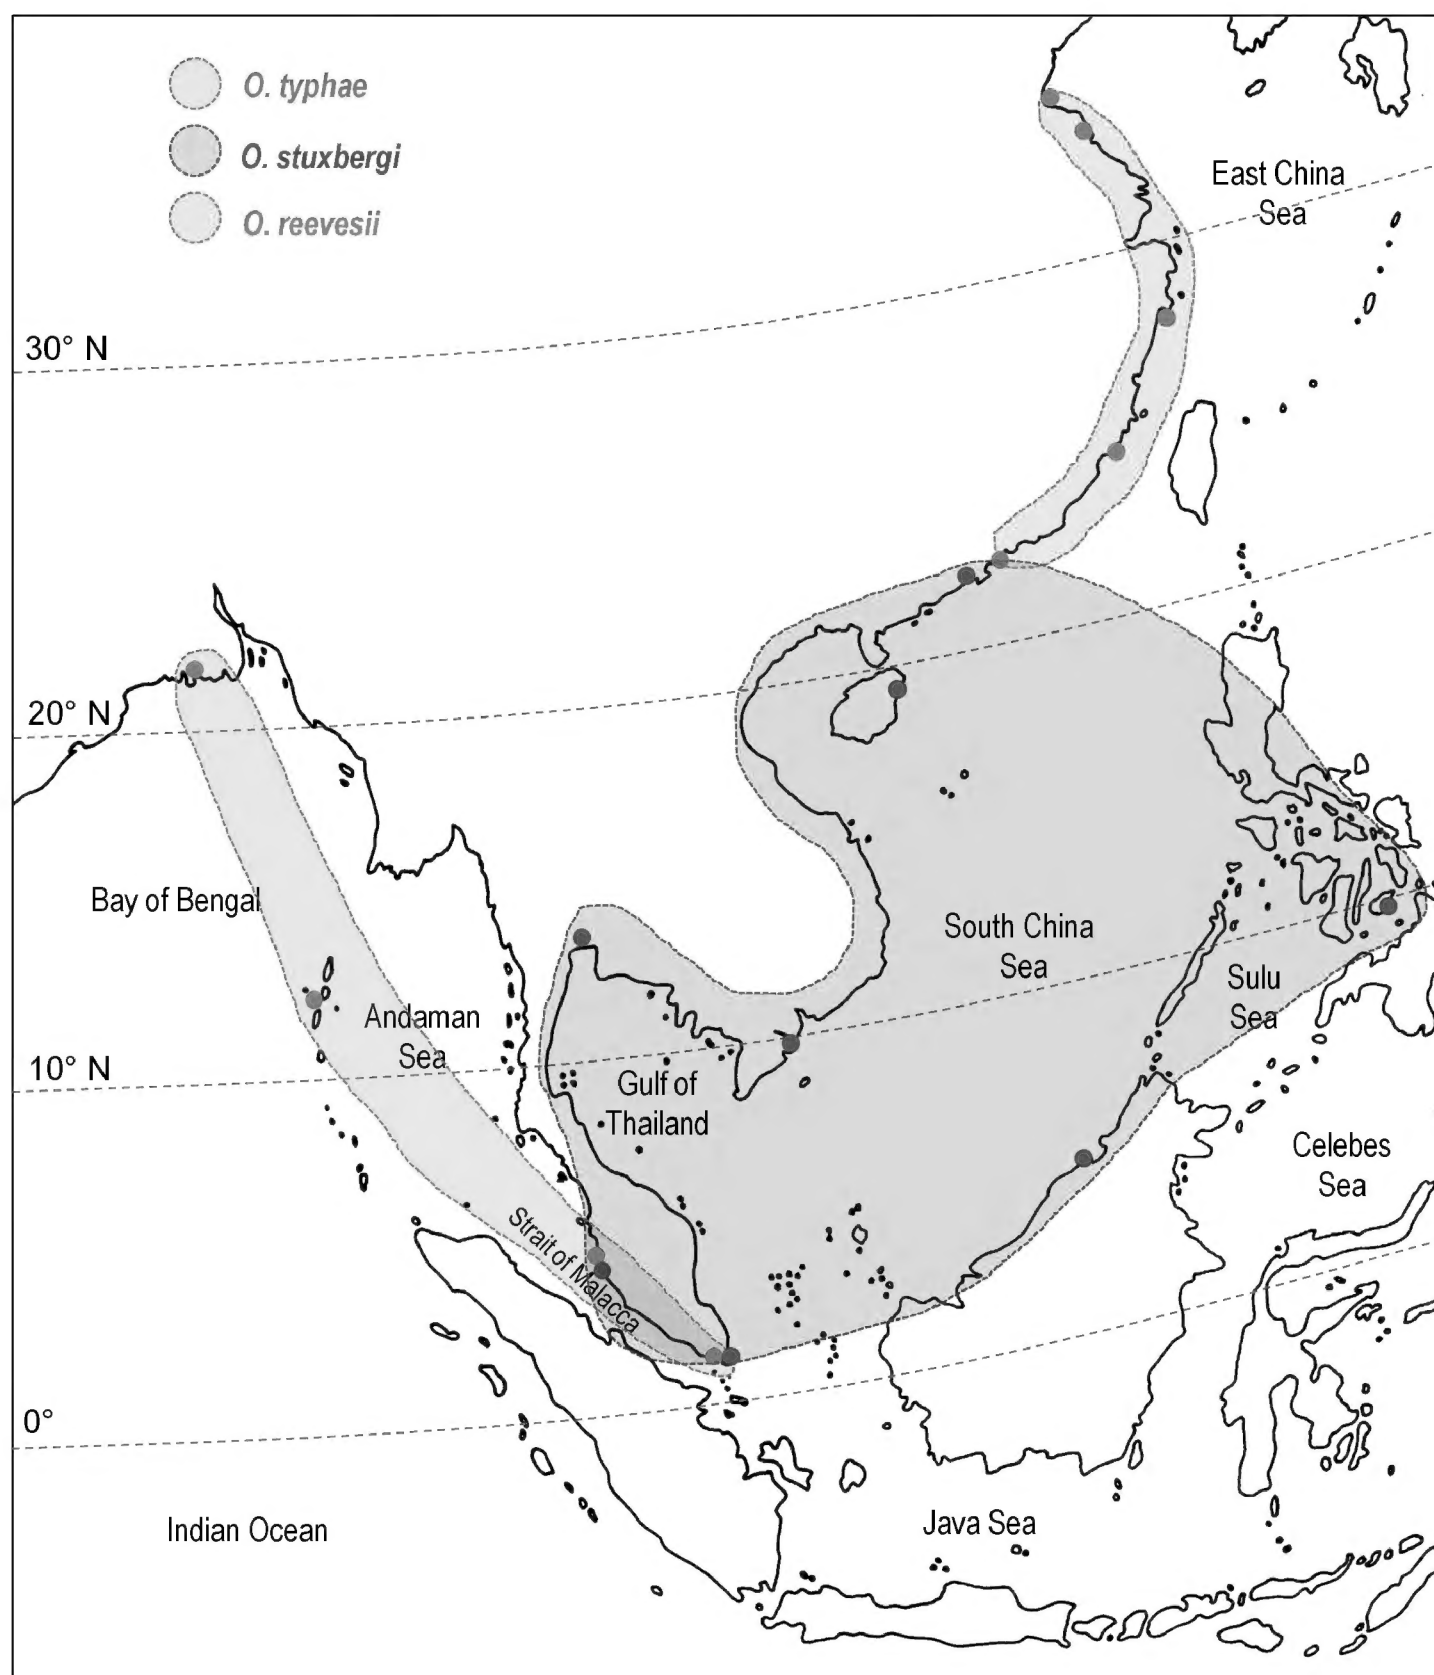 O. typhae
O. stuxbergi
O. reevesii
East China
Sea
30° N
20° N
Bay of Bengal
Andaman
Sea
South China
Sea
Sulu
Sea
10° N
Gulf of
Thailand
Celebes
Sea
Strait of Malacca
0°
Indian Ocean
Java Sea